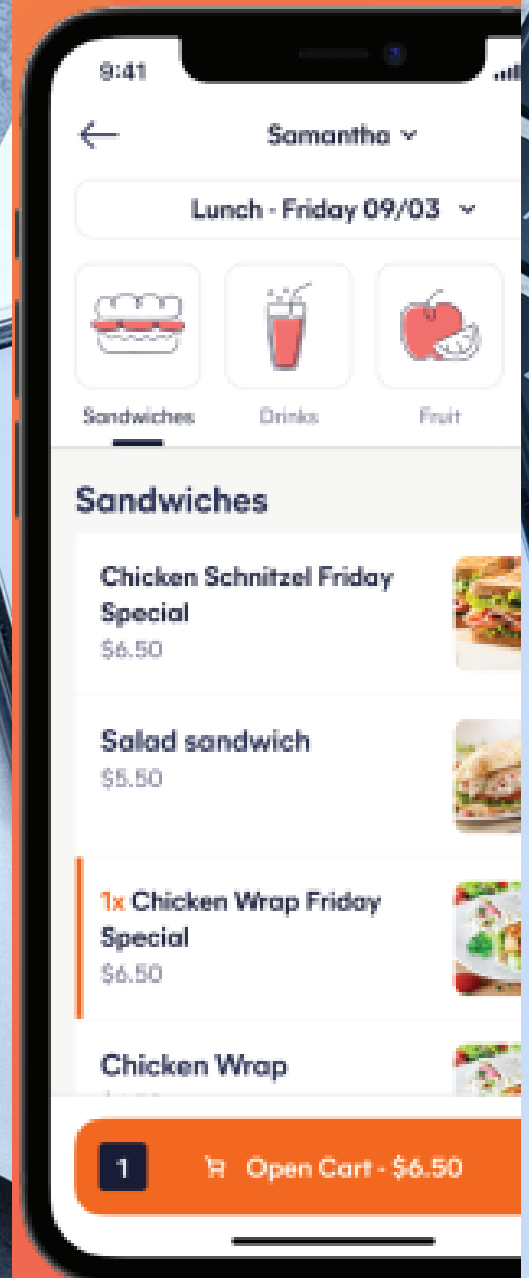 9:41
Samantha
Lunch - Friday 09/03
Sandwiches
Drinks
Fruit
Sandwiches
Chicken Schnitzel Friday
Special
$6.50
Salad sandwich
$5.50
1x Chicken Wrap Friday
Special
$6.50
Chicken Wrap
1
Open Cart - $6.50